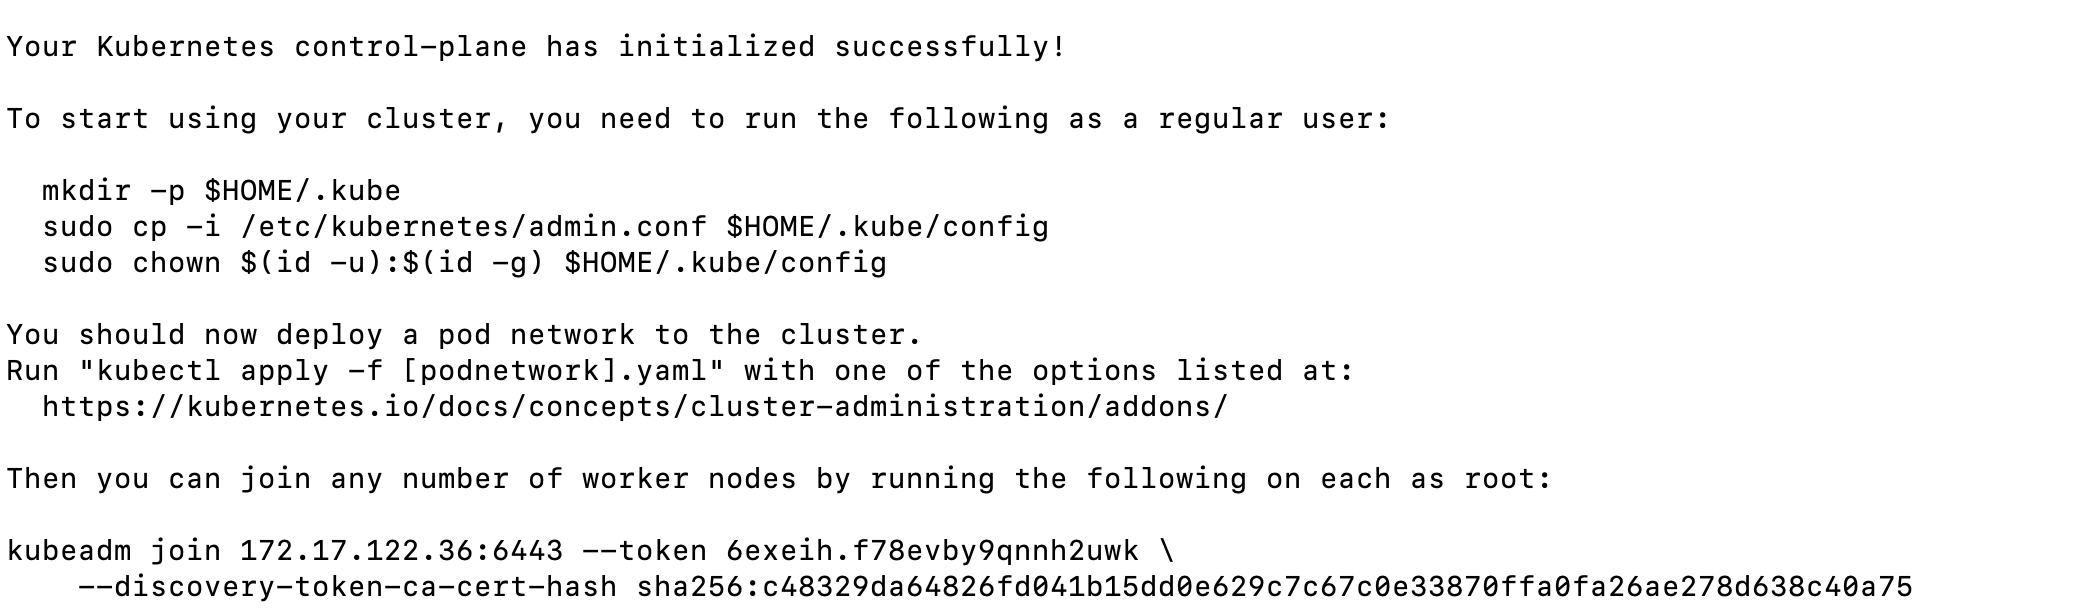 Your Kubernetes control-plane has initialized successfully!
To start using your cluster, you need to run the following as a regular user:
mkdir -p $HOME/.kube
sudo cp -i /etc/kubernetes/admin.conf $HOME/.kube/config
sudo chown $(id -u):$(id -g) $HOME/.kube/config
You should now deploy a pod network to the cluster.
Run "kubectl apply -f [podnetwork].yaml" with one of the options listed at:
https://kubernetes.io/docs/concepts/cluster-administration/addons/
Then you can join any number of worker nodes by running the following on each as root:
kubeadm join 172.17.122.36:6443 --token 6exeih.f78evby9qnnh2uwk \
--discovery-token-ca-cert-hash sha256:c48329da64826fd041b15dd0e629c7c67c0e33870ffa0fa26ae278d638c40a75